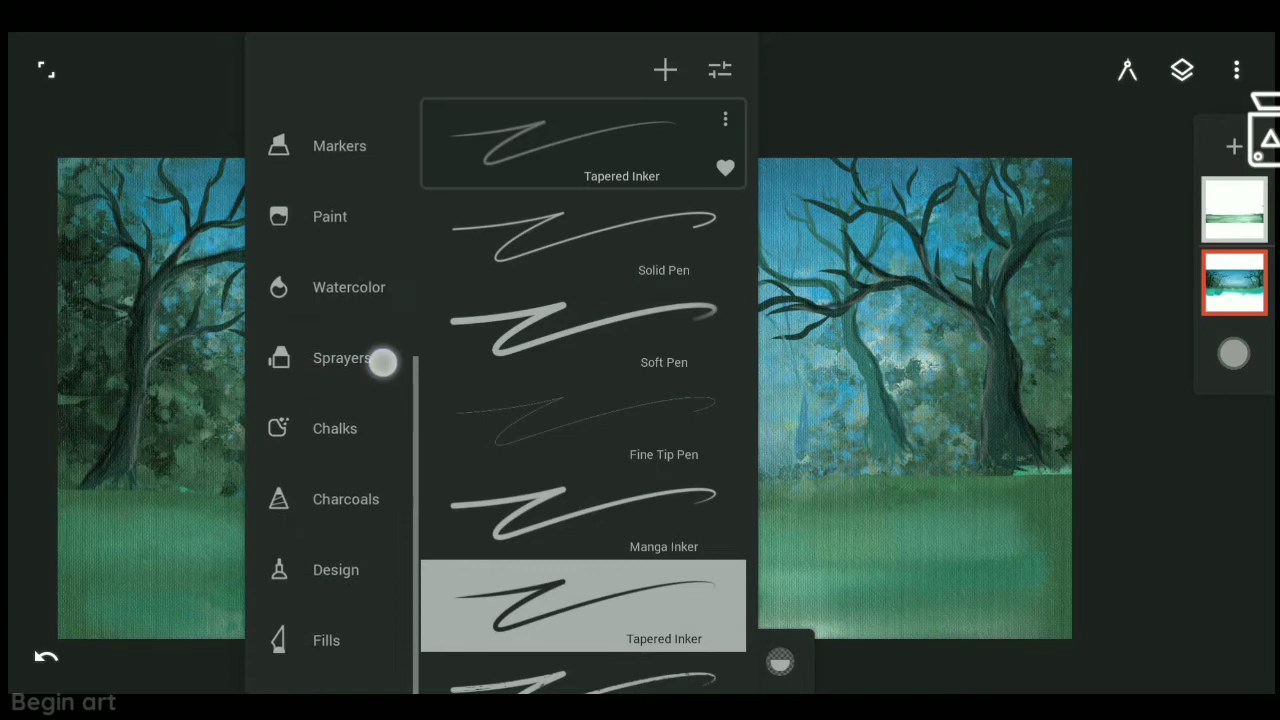 Markers
Paint
Watercolor
Sprayers
Chalks
Charcoals
Design
Fills
Tapered Inker
Solid Pen
Soft Pen
Fine Tip Pen
Manga Inker
Tapered Inker
Begin art